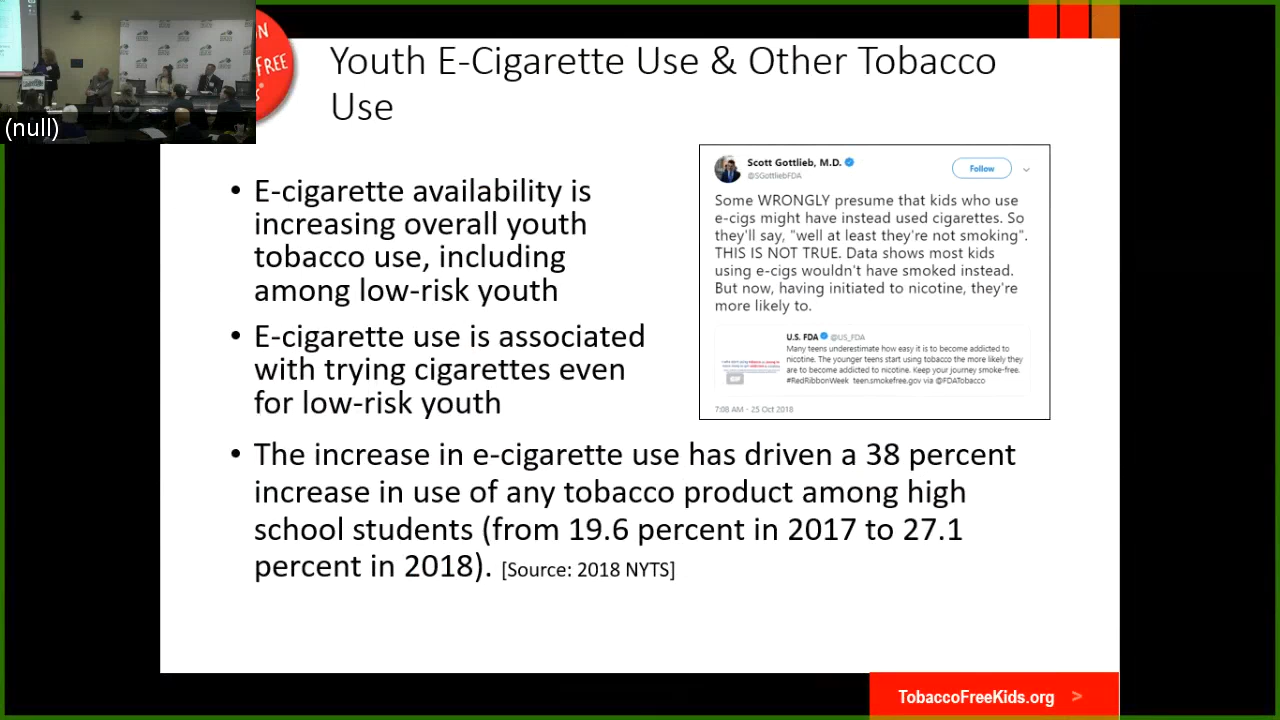 (null)
Youth E-Cigarette Use & Other Tobacco
Use
• E-cigarette availability is
increasing overall youth
tobacco use, including
among low-risk youth
• E-cigarette use is associated
with trying cigarettes even
for low-risk youth
Scott Gottlieb, M.D.
@SGottliebFDA
Follow
Some WRONGLY presume that kids who use
e-cigs might have instead used cigarettes. So
they'll say, "well at least they're not smoking".
THIS IS NOT TRUE. Data shows most kids
using e-cigs wouldn't have smoked instead.
But now, having initiated to nicotine, they're
more likely to.
U.S. FDA @US_FDA
Many teens underestimate how easy it is to become addicted to
nicotine. The younger teens start using tobacco the more likely they
are to become addicted to nicotine. Keep your journey smoke-free.
#RedRibbonWeek teen.smokefree.gov via @FDATobacco
GIF
7:08 AM - 25 Oct 2018
• The increase in e-cigarette use has driven a 38 percent
increase in use of any tobacco product among high
school students (from 19.6 percent in 2017 to 27.1
percent in 2018). [Source: 2018 NYTS]
TobaccoFreeKids.org >